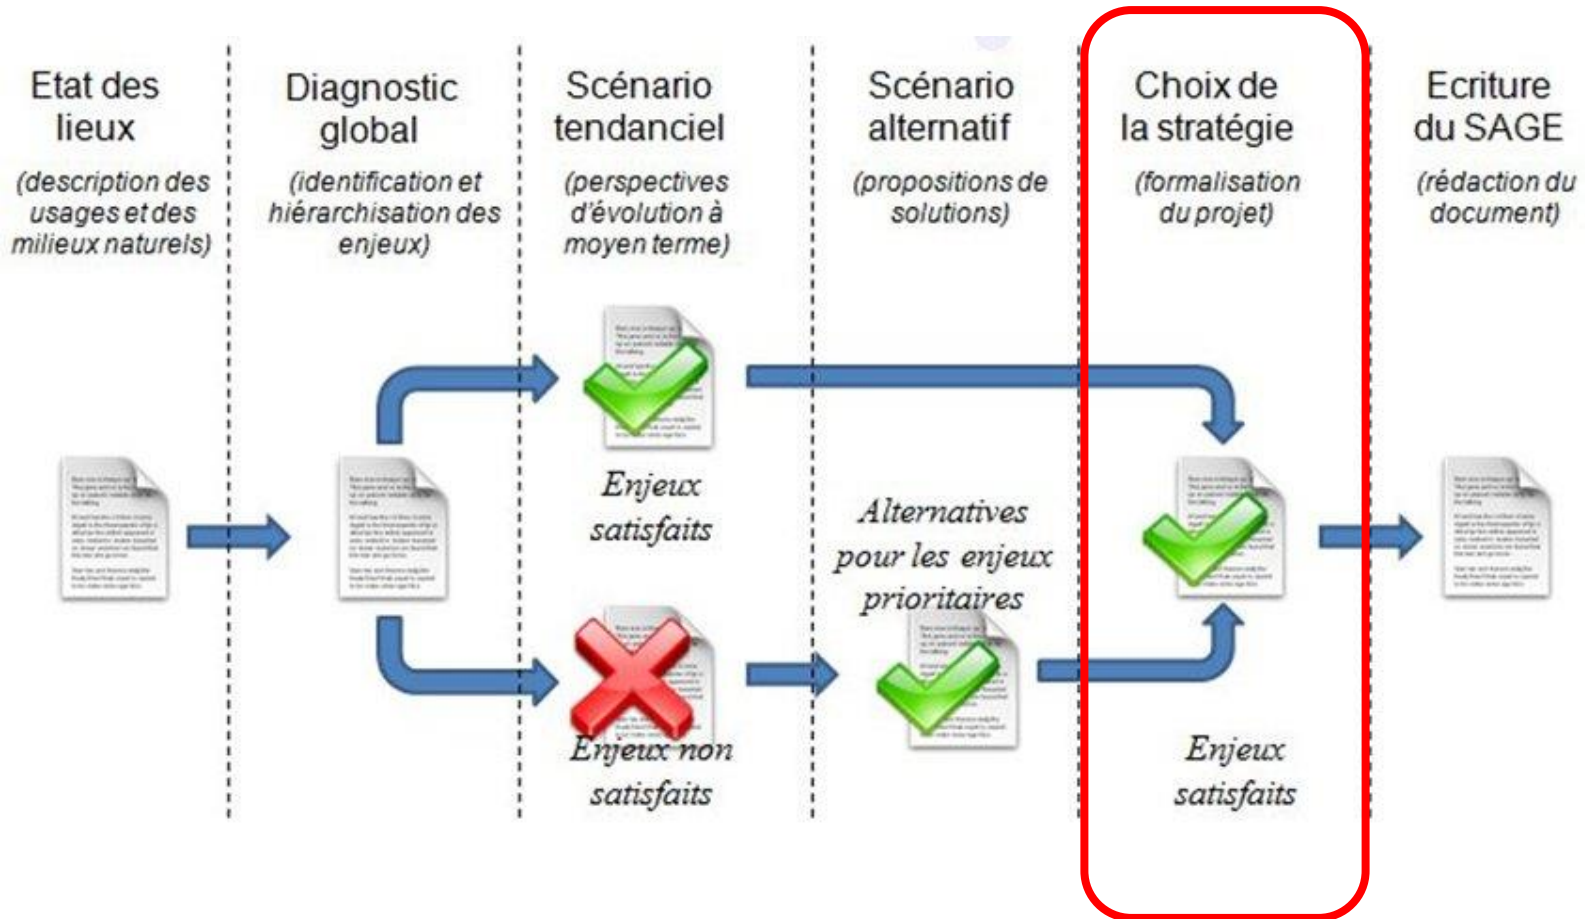 Etat des
lieux
(description des
usages et des
milieux naturels)
Diagnostic
global
(identification et
hiérarchisation des
enjeux)
Scénario
tendanciel
(perspectives
d'évolution à
moyen terme)
Scénario
alternatif
(propositions de
solutions)
Choix de
la stratégie
(formalisation
du projet)
Ecriture
du SAGE
(rédaction du
document)
Enjeux
satisfaits
Enjeux non
satisfaits
Alternatives
pour les enjeux
prioritaires
Enjeux
satisfaits